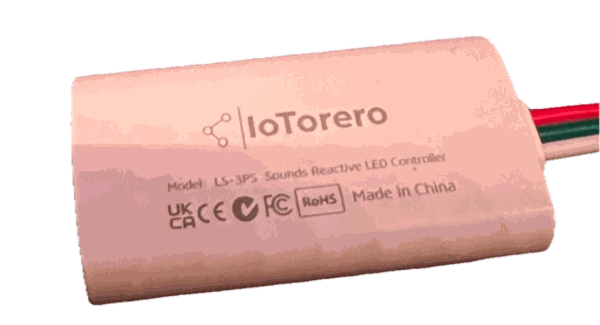 IoTorero
Model: LS-3PS Sounds Reactive LED Controller
UK CA CE FC RoHS Made in China